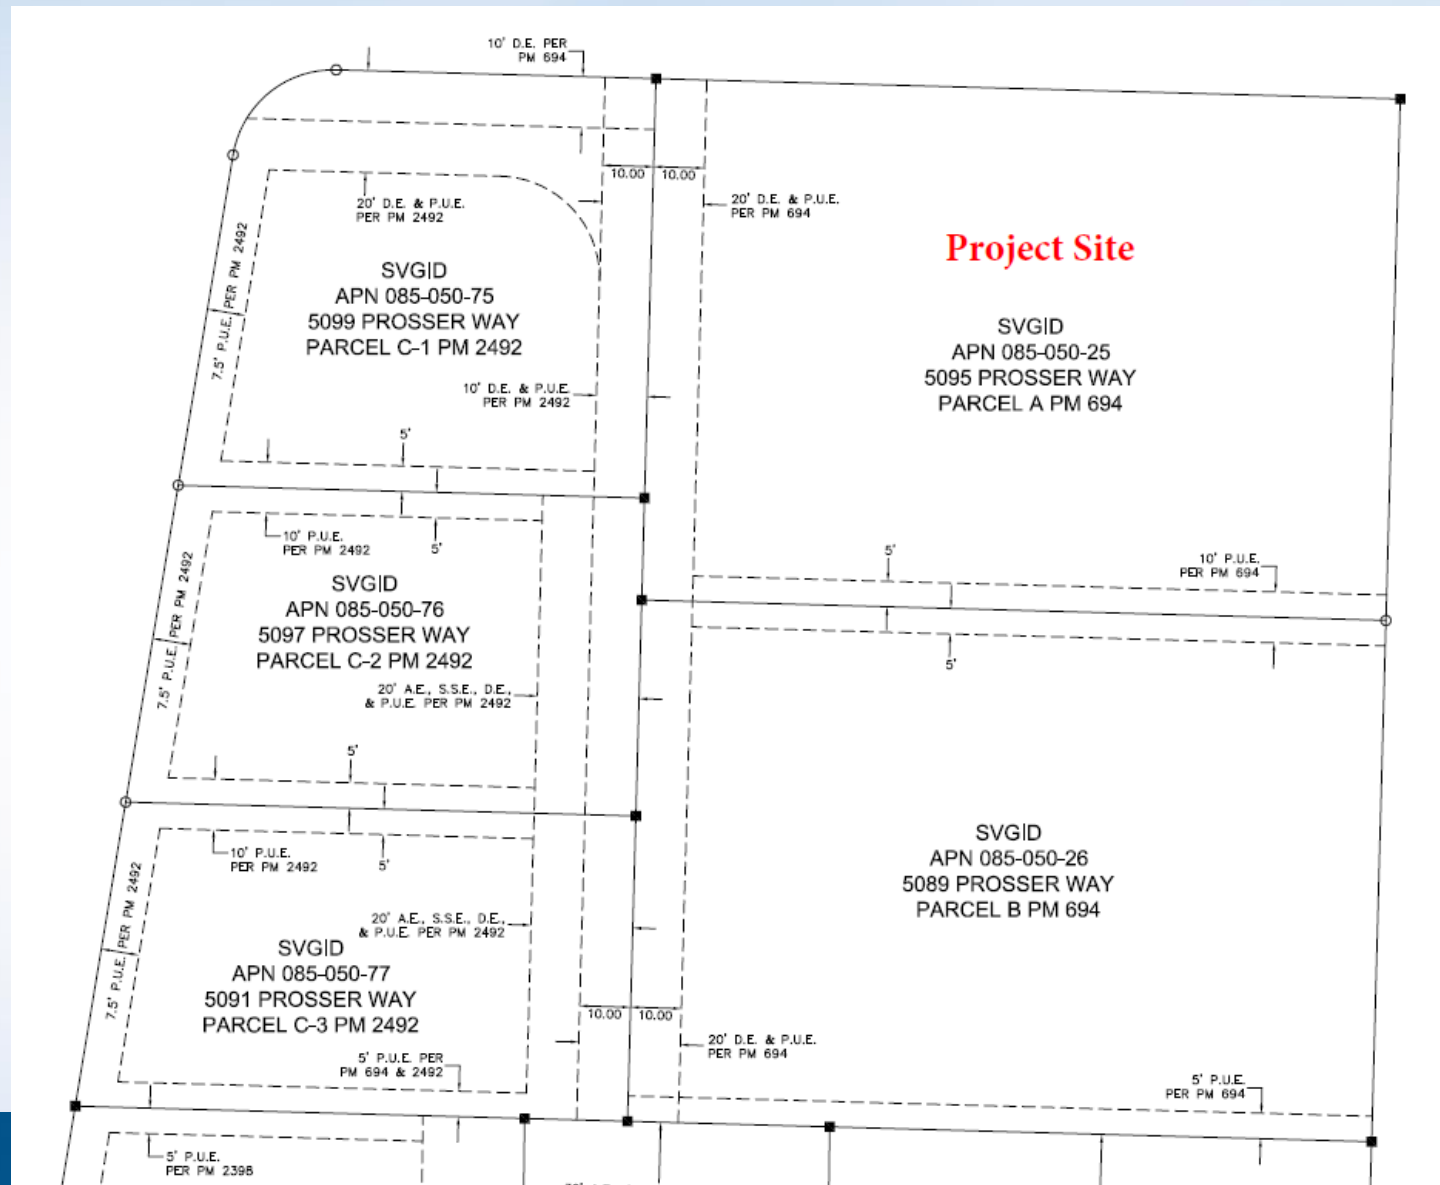 10' D.E. PER
PM 694
10.00
10.00
20' D.E. & P.U.E.
PER PM 2492
20' D.E. & P.U.E.
PER PM 694
Project Site
7.5' P.U.E. PER PM 2492
SVGID
APN 085-050-75
5099 PROSSER WAY
PARCEL C-1 PM 2492
SVGID
APN 085-050-25
5095 PROSSER WAY
PARCEL A PM 694
10' D.E. & P.U.E.
PER PM 2492
5'
10' P.U.E.
PER PM 2492
5'
5'
10' P.U.E.
PER PM 694
7.5' P.U.E. PER PM 2492
SVGID
APN 085-050-76
5097 PROSSER WAY
PARCEL C-2 PM 2492
5'
20' A.E., S.S.E., D.E.,
& P.U.E. PER PM 2492
5'
10' P.U.E.
PER PM 2492
5'
SVGID
APN 085-050-26
5089 PROSSER WAY
PARCEL B PM 694
7.5' P.U.E. PER PM 2492
20' A.E., S.S.E., D.E.,
& P.U.E. PER PM 2492
SVGID
APN 085-050-77
5091 PROSSER WAY
PARCEL C-3 PM 2492
10.00
10.00
20' D.E. & P.U.E.
PER PM 694
5' P.U.E. PER
PM 694 & 2492
5' P.U.E.
PER PM 694
5' P.U.E.
PER PM 2398